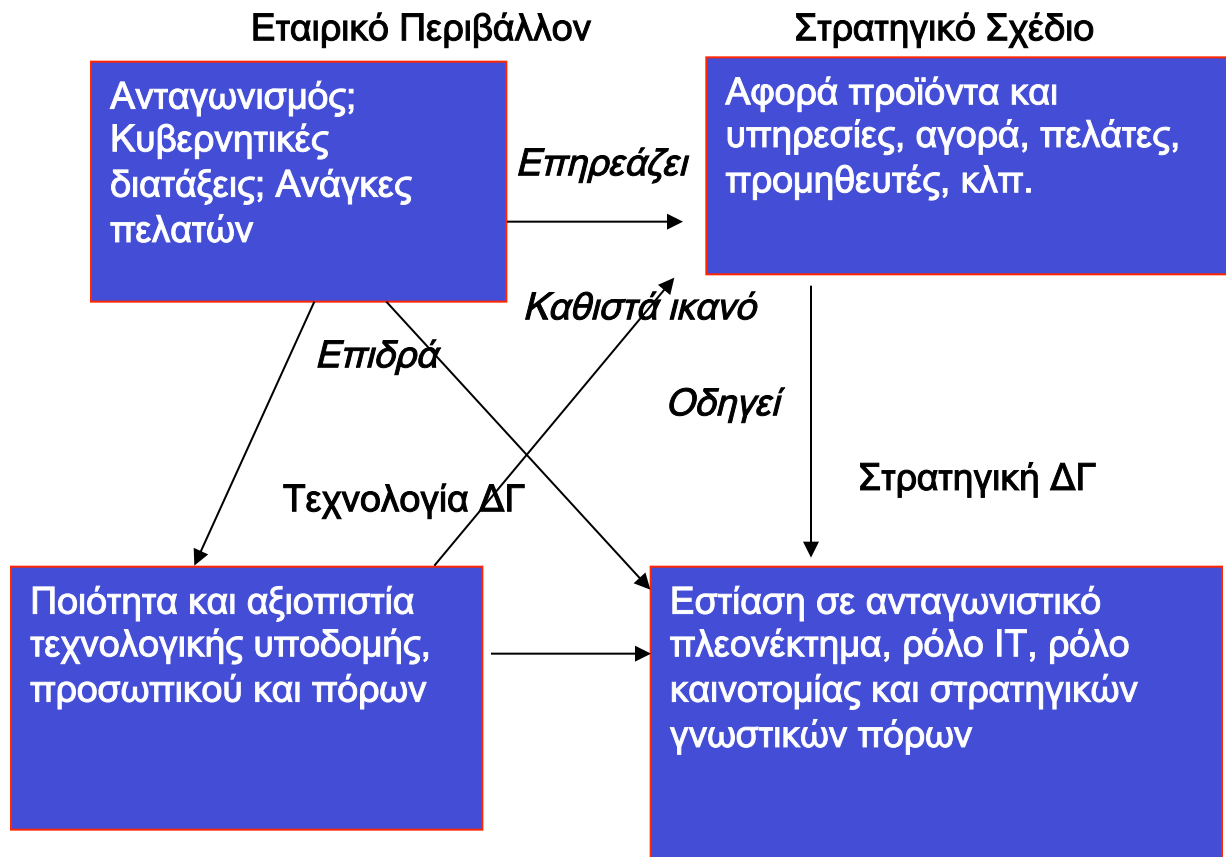 Εταιρικό Περιβάλλον
Στρατηγικό Σχέδιο
Ανταγωνισμός;
Κυβερνητικές
διατάξεις; Ανάγκες
πελατών
Επηρεάζει
Αφορά προϊόντα και
υπηρεσίες, αγορά, πελάτες,
προμηθευτές, κλπ.
Καθιστά ικανό
Επιδρά
Οδηγεί
Τεχνολογία ΔΓ
Στρατηγική ΔΓ
Ποιότητα και αξιοπιστία
τεχνολογικής υποδομής,
προσωπικού και πόρων
Εστίαση σε ανταγωνιστικό
πλεονέκτημα, ρόλο ΙΤ, ρόλο
καινοτομίας και στρατηγικών
γνωστικών πόρων